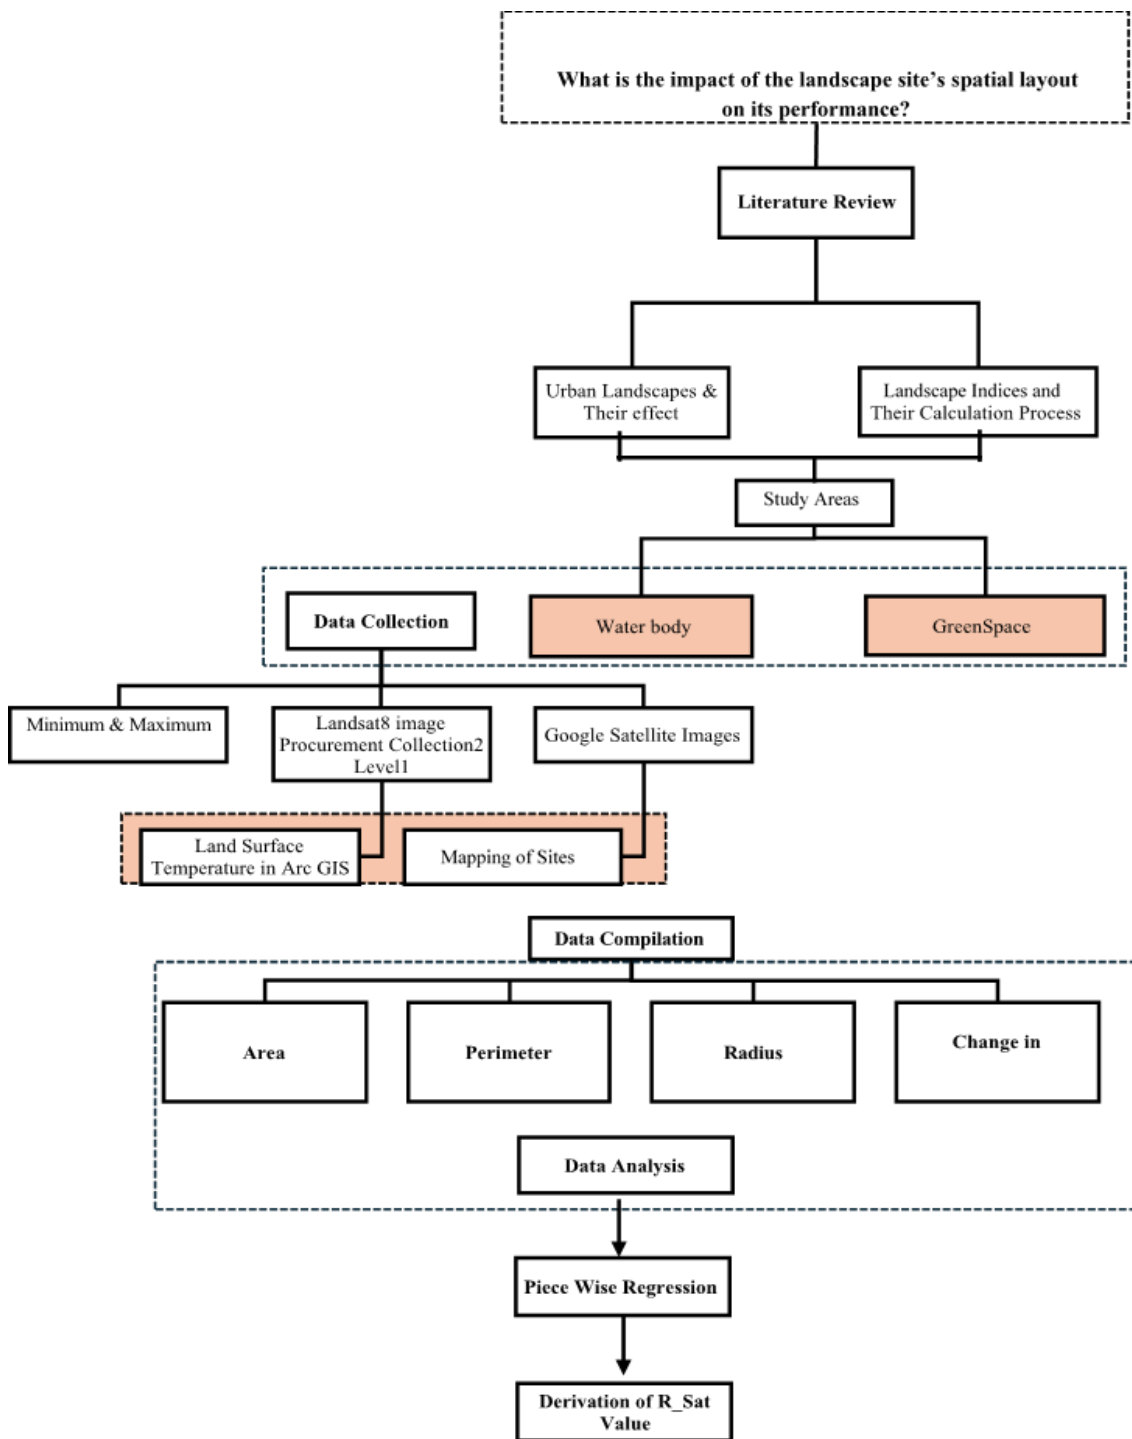 What is the impact of the landscape site's spatial layout
on its performance?
Literature Review
Urban Landscapes &
Their effect
Landscape Indices and
Their Calculation Process
Study Areas
Data Collection
Water body
GreenSpace
Minimum & Maximum
Landsat8 image
Procurement Collection2
Level1
Google Satellite Images
Land Surface
Temperature in Arc GIS
Mapping of Sites
Data Compilation
Area
Perimeter
Radius
Change in
Data Analysis
Piece Wise Regression
Derivation of R_Sat
Value